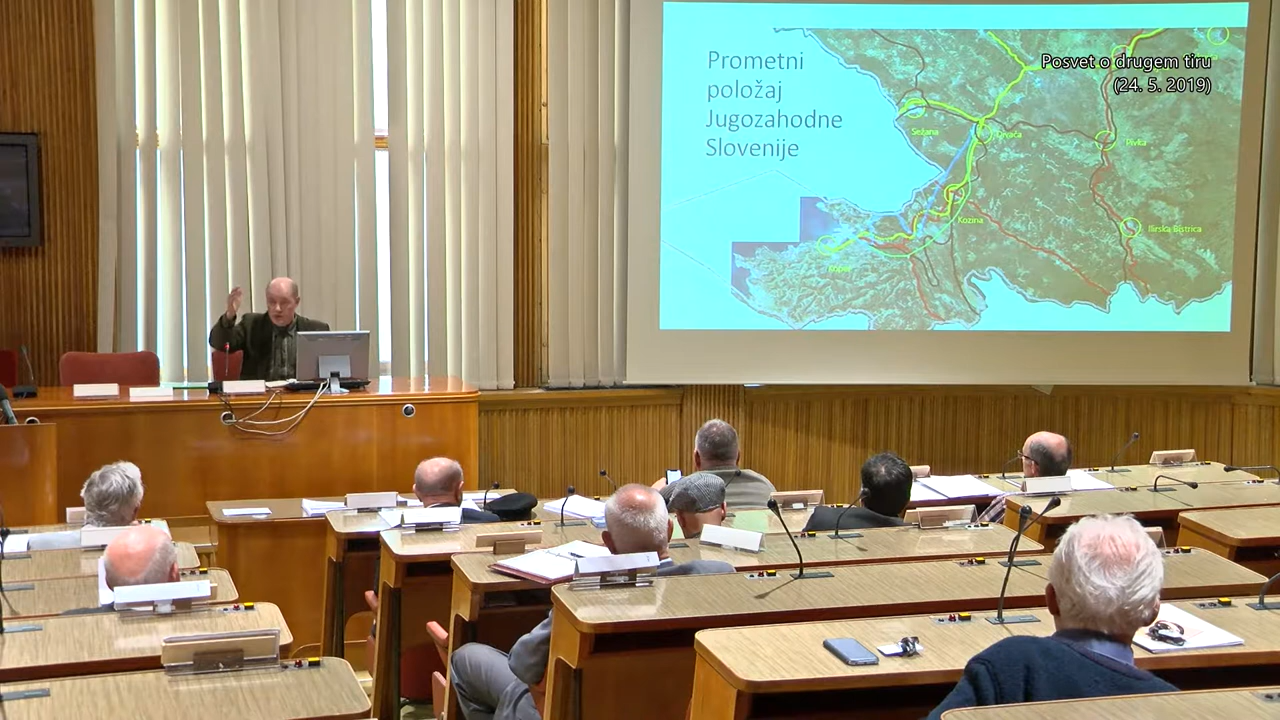 Prometni
položaj
Jugozahodne
Slovenije
Posvet o drugem tiru
(24. 5. 2019)
Sežana
Divača
Pivka
Kozina
Ilirska Bistrica
Koper